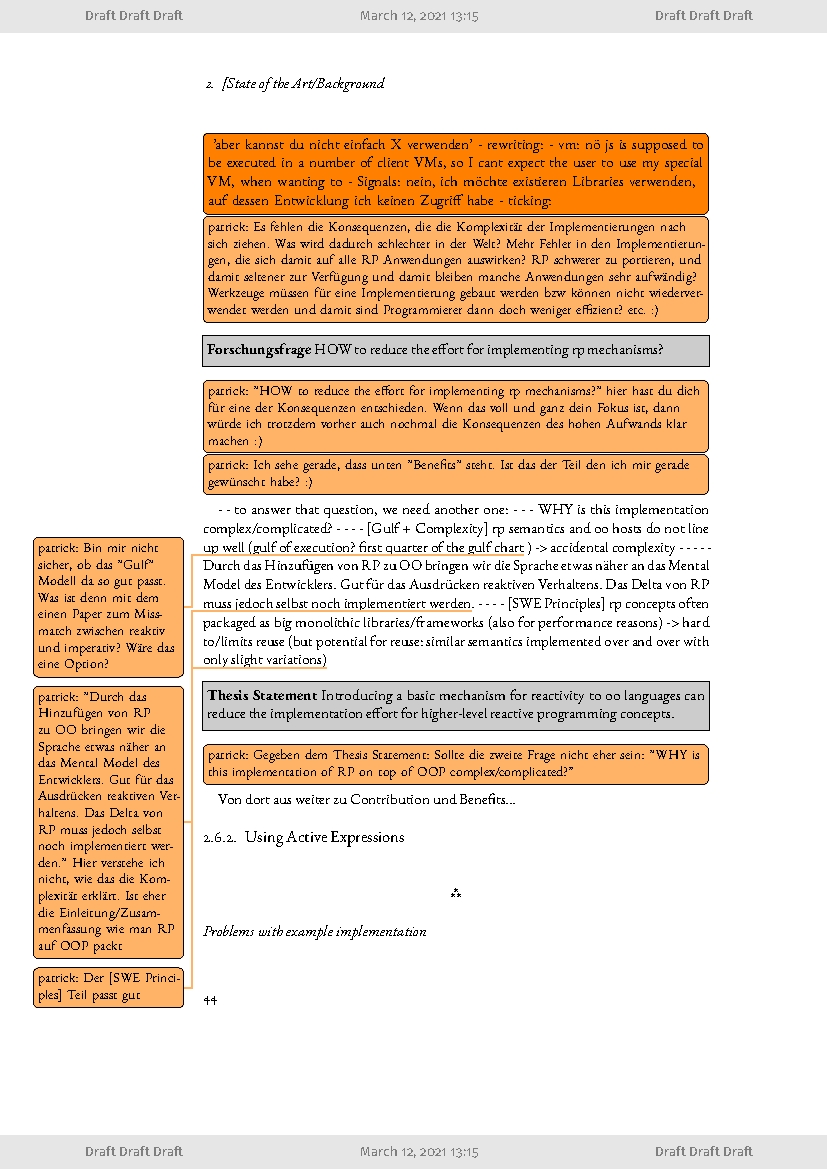 Draft Draft Draft March 12, 2021 13:15 Draft Draft Draft
2. [State of the Art/Background
'aber kannst du nicht einfach X verwenden' - rewriting: - vm: nö js is supposed to
be executed in a number of client VMs, so I cant expect the user to use my special
VM, when wanting to - Signals: nein, ich möchte existieren Libraries verwenden,
auf dessen Entwicklung ich keinen Zugriff habe - ticking:
patrick: Es fehlen die Konsequenzen, die die Komplexität der Implementierungen nach
sich ziehen. Was wird dadurch schlechter in der Welt? Mehr Fehler in den Implementierun-
gen, die sich damit auf alle RP Anwendungen auswirken? RP schwerer zu portieren, und
damit seltener zur Verfügung und damit bleiben manche Anwendungen sehr aufwändig?
Werkzeuge müssen für eine Implementierung gebaut werden bzw können nicht wiederver-
wendet werden und damit sind Programmierer dann doch weniger effizient? etc. :)
Forschungsfrage HOW to reduce the effort for implementing rp mechanisms?
patrick: "HOW to reduce the effort for implementing rp mechanisms?" hier hast du dich
für eine der Konsequenzen entschieden. Wenn das voll und ganz dein Fokus ist, dann
würde ich trotzdem vorher auch nochmal die Konsequenzen des hohen Aufwands klar
machen :)
patrick: Ich sehe gerade, dass unten "Benefits" steht. Ist das der Teil den ich mir gerade
gewünscht habe? :)
- - to answer that question, we need another one: - - - WHY is this implementation
complex/complicated? - - - - [Gulf + Complexity] rp semantics and oo hosts do not line
up well (gulf of execution? first quarter of the gulf chart ) -> accidental complexity - - - - -
Durch das Hinzufügen von RP zu OO bringen wir die Sprache etwas näher an das Mental
Model des Entwicklers. Gut für das Ausdrücken reaktiven Verhaltens. Das Delta von RP
muss jedoch selbst noch implementiert werden. - - - - [SWE Principles] rp concepts often
packaged as big monolithic libraries/frameworks (also for performance reasons) -> hard
to/limits reuse (but potential for reuse: similar semantics implemented over and over with
only slight variations)
patrick: Bin mir nicht
sicher, ob das "Gulf"
Modell da so gut passt.
Was ist denn mit dem
einen Paper zum Miss-
match zwischen reaktiv
und imperativ? Wäre das
eine Option?
patrick: "Durch das
Hinzufügen von RP
zu OO bringen wir die
Sprache etwas näher an
das Mental Model des
Entwicklers. Gut für das
Ausdrücken reaktiven Ver-
haltens. Das Delta von
RP muss jedoch selbst
noch implementiert wer-
den." Hier verstehe ich
nicht, wie das die Kom-
plexität erklärt. Ist eher
die Einleitung/Zusam-
menfassung wie man RP
auf OOP packt
patrick: Der [SWE Princi-
ples] Teil passt gut
Thesis Statement Introducing a basic mechanism for reactivity to oo languages can
reduce the implementation effort for higher-level reactive programming concepts.
patrick: Gegeben dem Thesis Statement: Sollte die zweite Frage nicht eher sein: "WHY is
this implementation of RP on top of OOP complex/complicated?"
Von dort aus weiter zu Contribution und Benefits...
2.6.2. Using Active Expressions
⁂
Problems with example implementation
44
Draft Draft Draft March 12, 2021 13:15 Draft Draft Draft